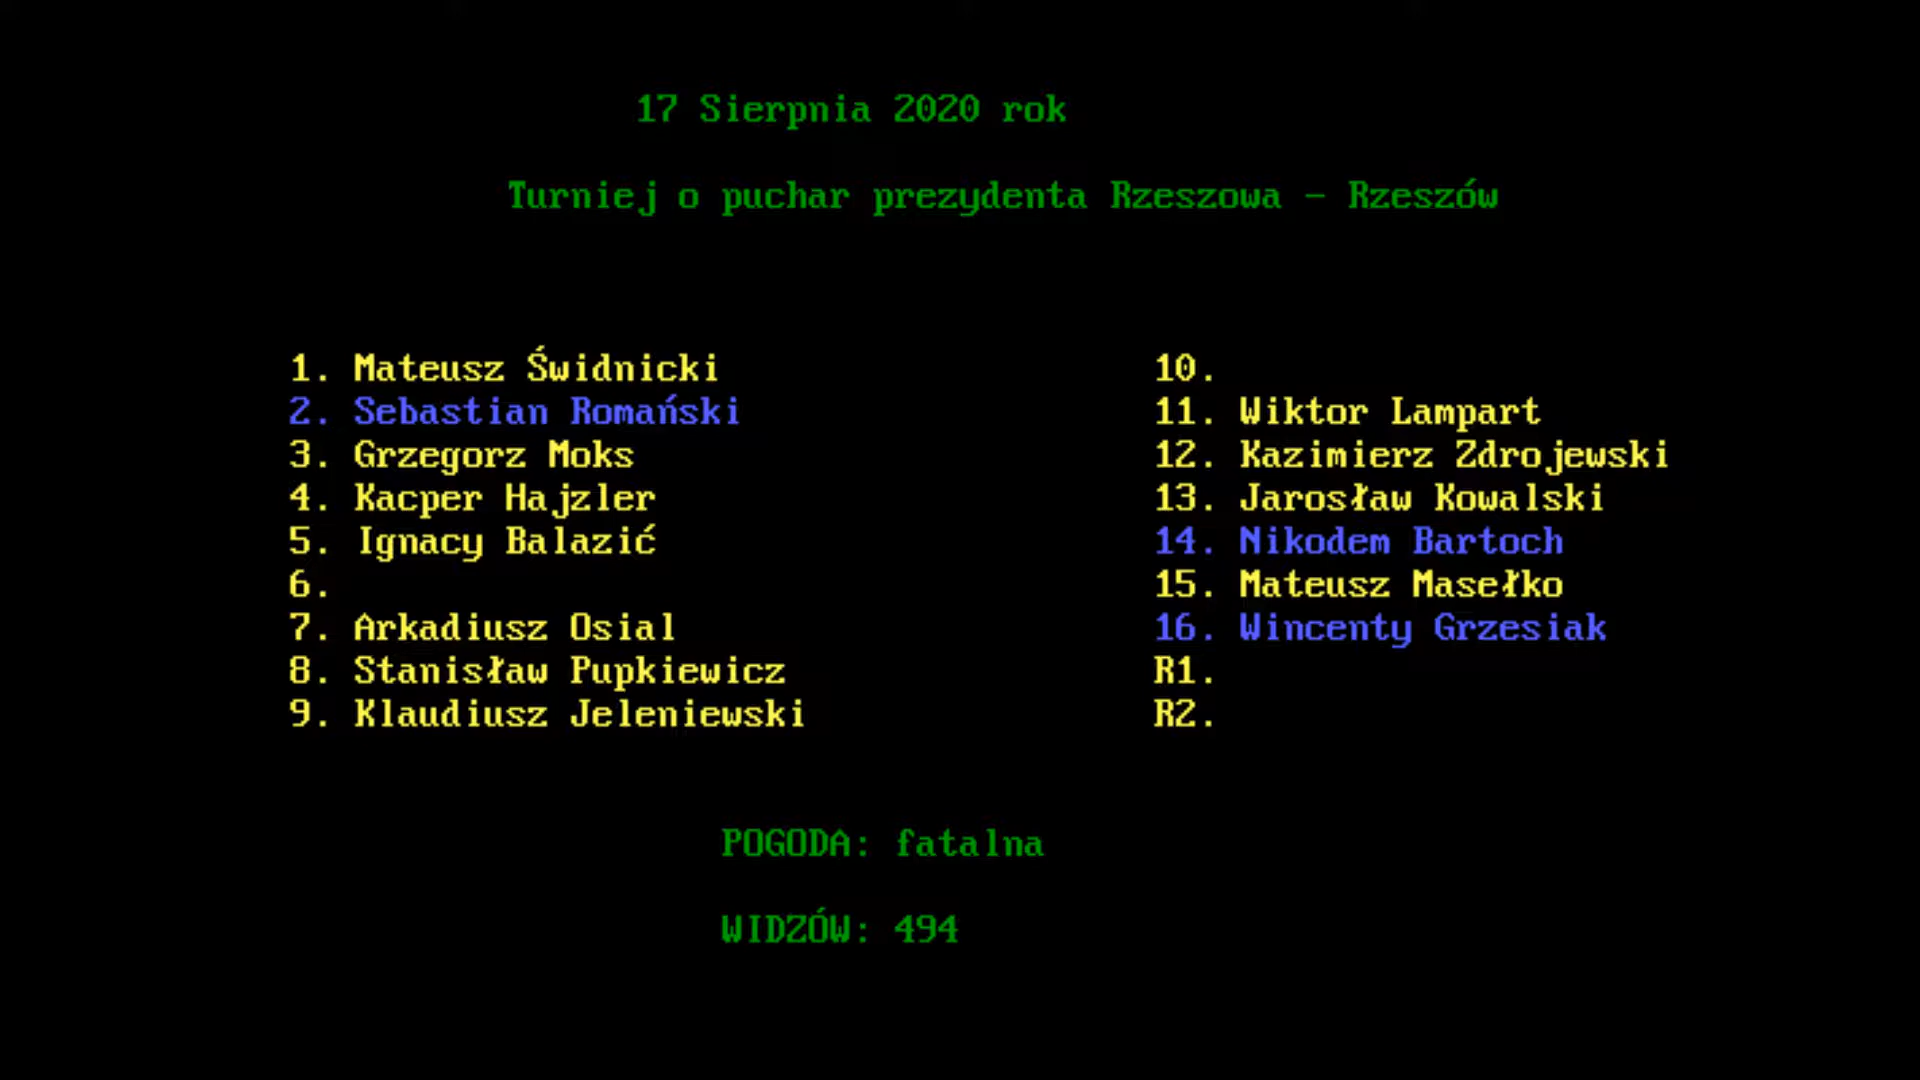 17 Sierpnia 2020 rok
Turniej o puchar prezydenta Rzeszowa - Rzeszów
1. Mateusz Świdnicki
2. Sebastian Romański
3. Grzegorz Moks
4. Kacper Hajzler
5. Ignacy Balazić
6.
7. Arkadiusz Osial
8. Stanisław Pupkiewicz
9. Klaudiusz Jeleniewski
10.
11. Wiktor Lampart
12. Kazimierz Zdrojewski
13. Jarosław Kowalski
14. Nikodem Bartoch
15. Mateusz Masełko
16. Wincenty Grzesiak
R1.
R2.
POGODA: fatalna
WIDZÓW: 494